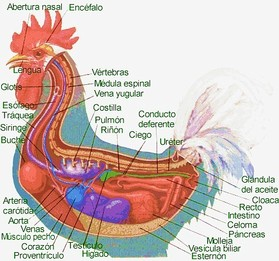 Abertura nasal
Encéfalo
Lengua
Glotis
Vértebras
Médula espinal
Vena yugular
Esófago
Tráquea
Siringe
Buche
Costilla
Pulmón
Riñón
Ciego
Conducto
deferente
Uréter
Glándula
del aceite
Cloaca
Recto
Intestino
Celoma
Páncreas
Molleja
Vesícula biliar
Esternón
Arteria
carótida
Aorta
Venas
Músculo pecho
Corazón
Proventrículo
Testículo
Hígado